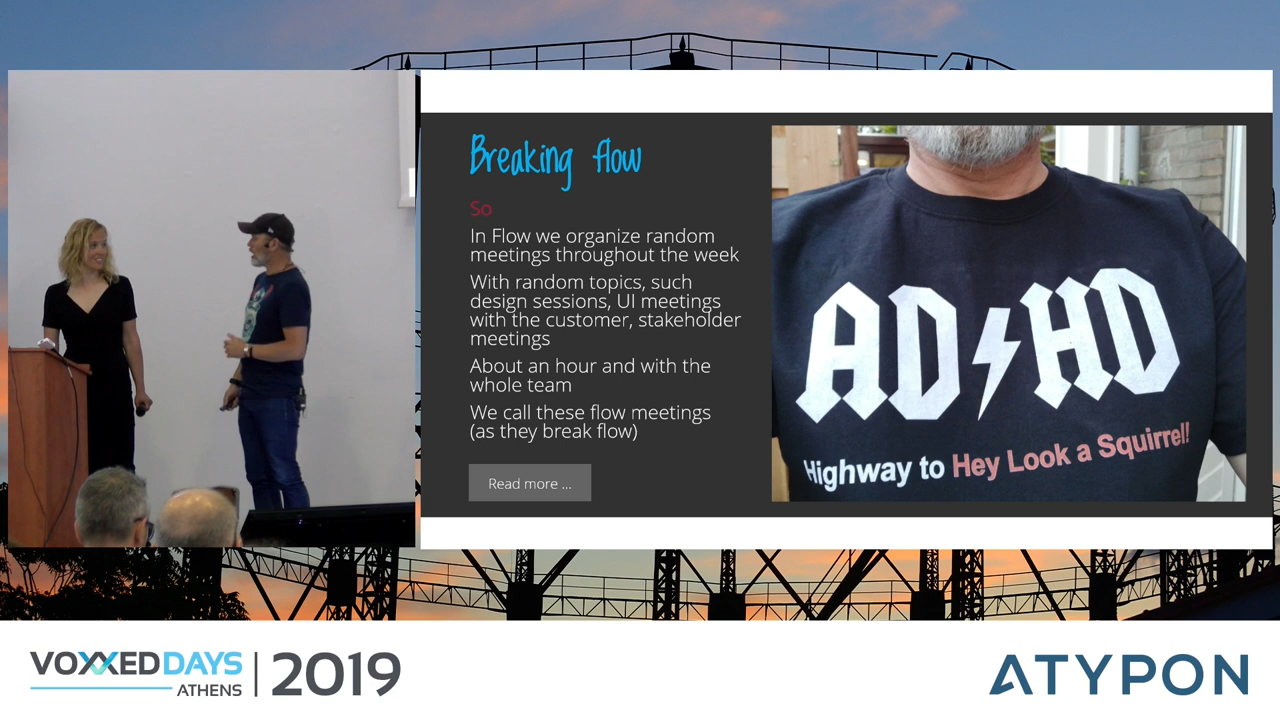 Breaking flow
So
In Flow we organize random
meetings throughout the week
With random topics, such
design sessions, UI meetings
with the customer, stakeholder
meetings
About an hour and with the
whole team
We call these flow meetings
(as they break flow)
Read more ...
AD HD
Highway to Hey Look a Squirrel!
VOXXED DAYS
ATHENS
2019
ATYPON